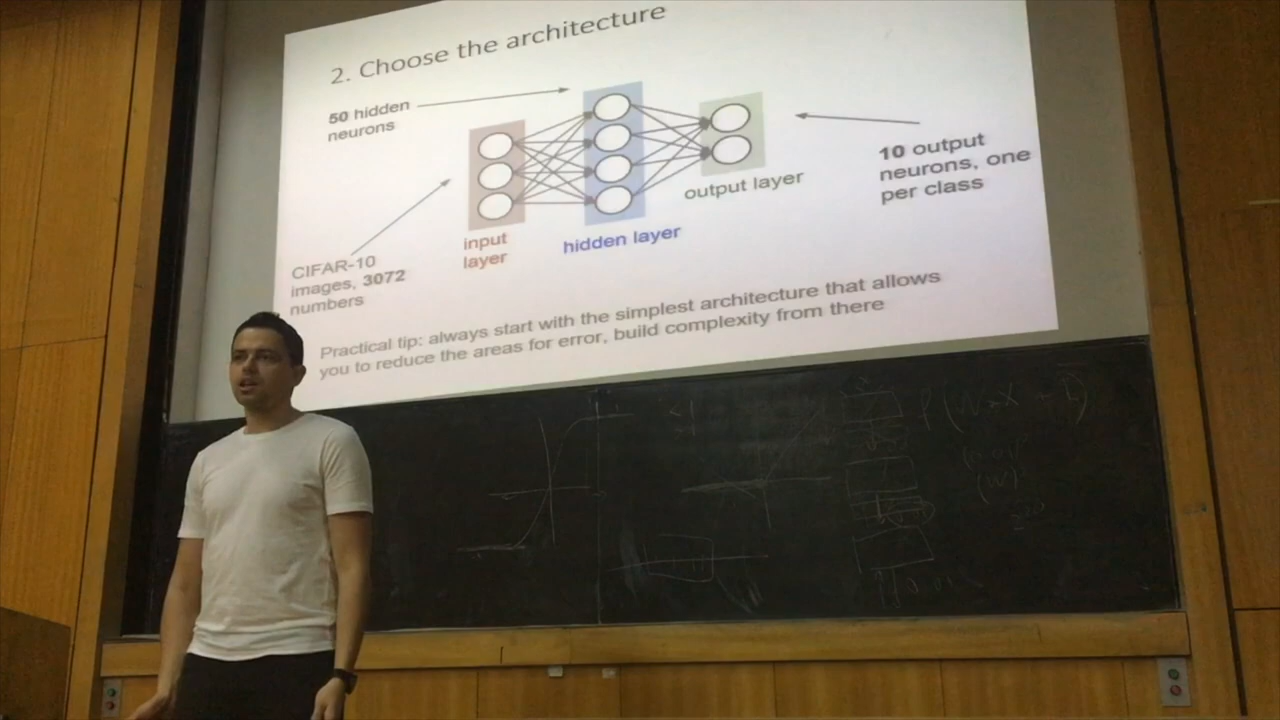 2. Choose the architecture
50 hidden
neurons
10 output
neurons, one
per class
output layer
input
layer
hidden layer
CIFAR-10
images, 3072
numbers
Practical tip: always start with the simplest architecture that allows
you to reduce the areas for error, build complexity from there